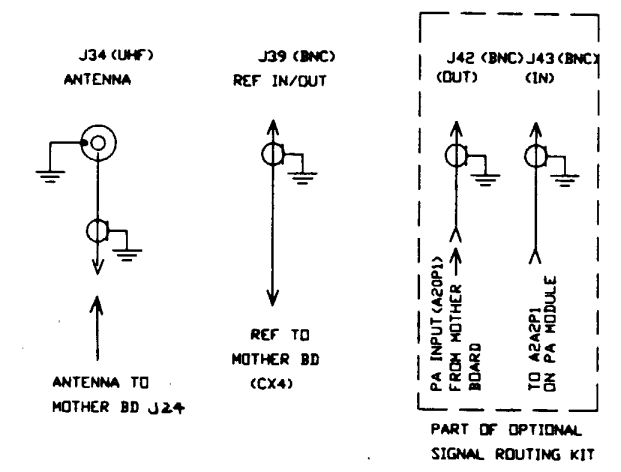 J34 (UHF)
ANTENNA
J39 (BNC)
REF IN/OUT
J42 (BNC)
(OUT)
J43 (BNC)
(IN)
ANTENNA TO
MOTHER BD J24
REF TO
MOTHER BD
(CX4)
PA INPUT (A20P1)
FROM MOTHER
BOARD
TO A2A2P1
ON PA MODULE
PART OF OPTIONAL
SIGNAL ROUTING KIT